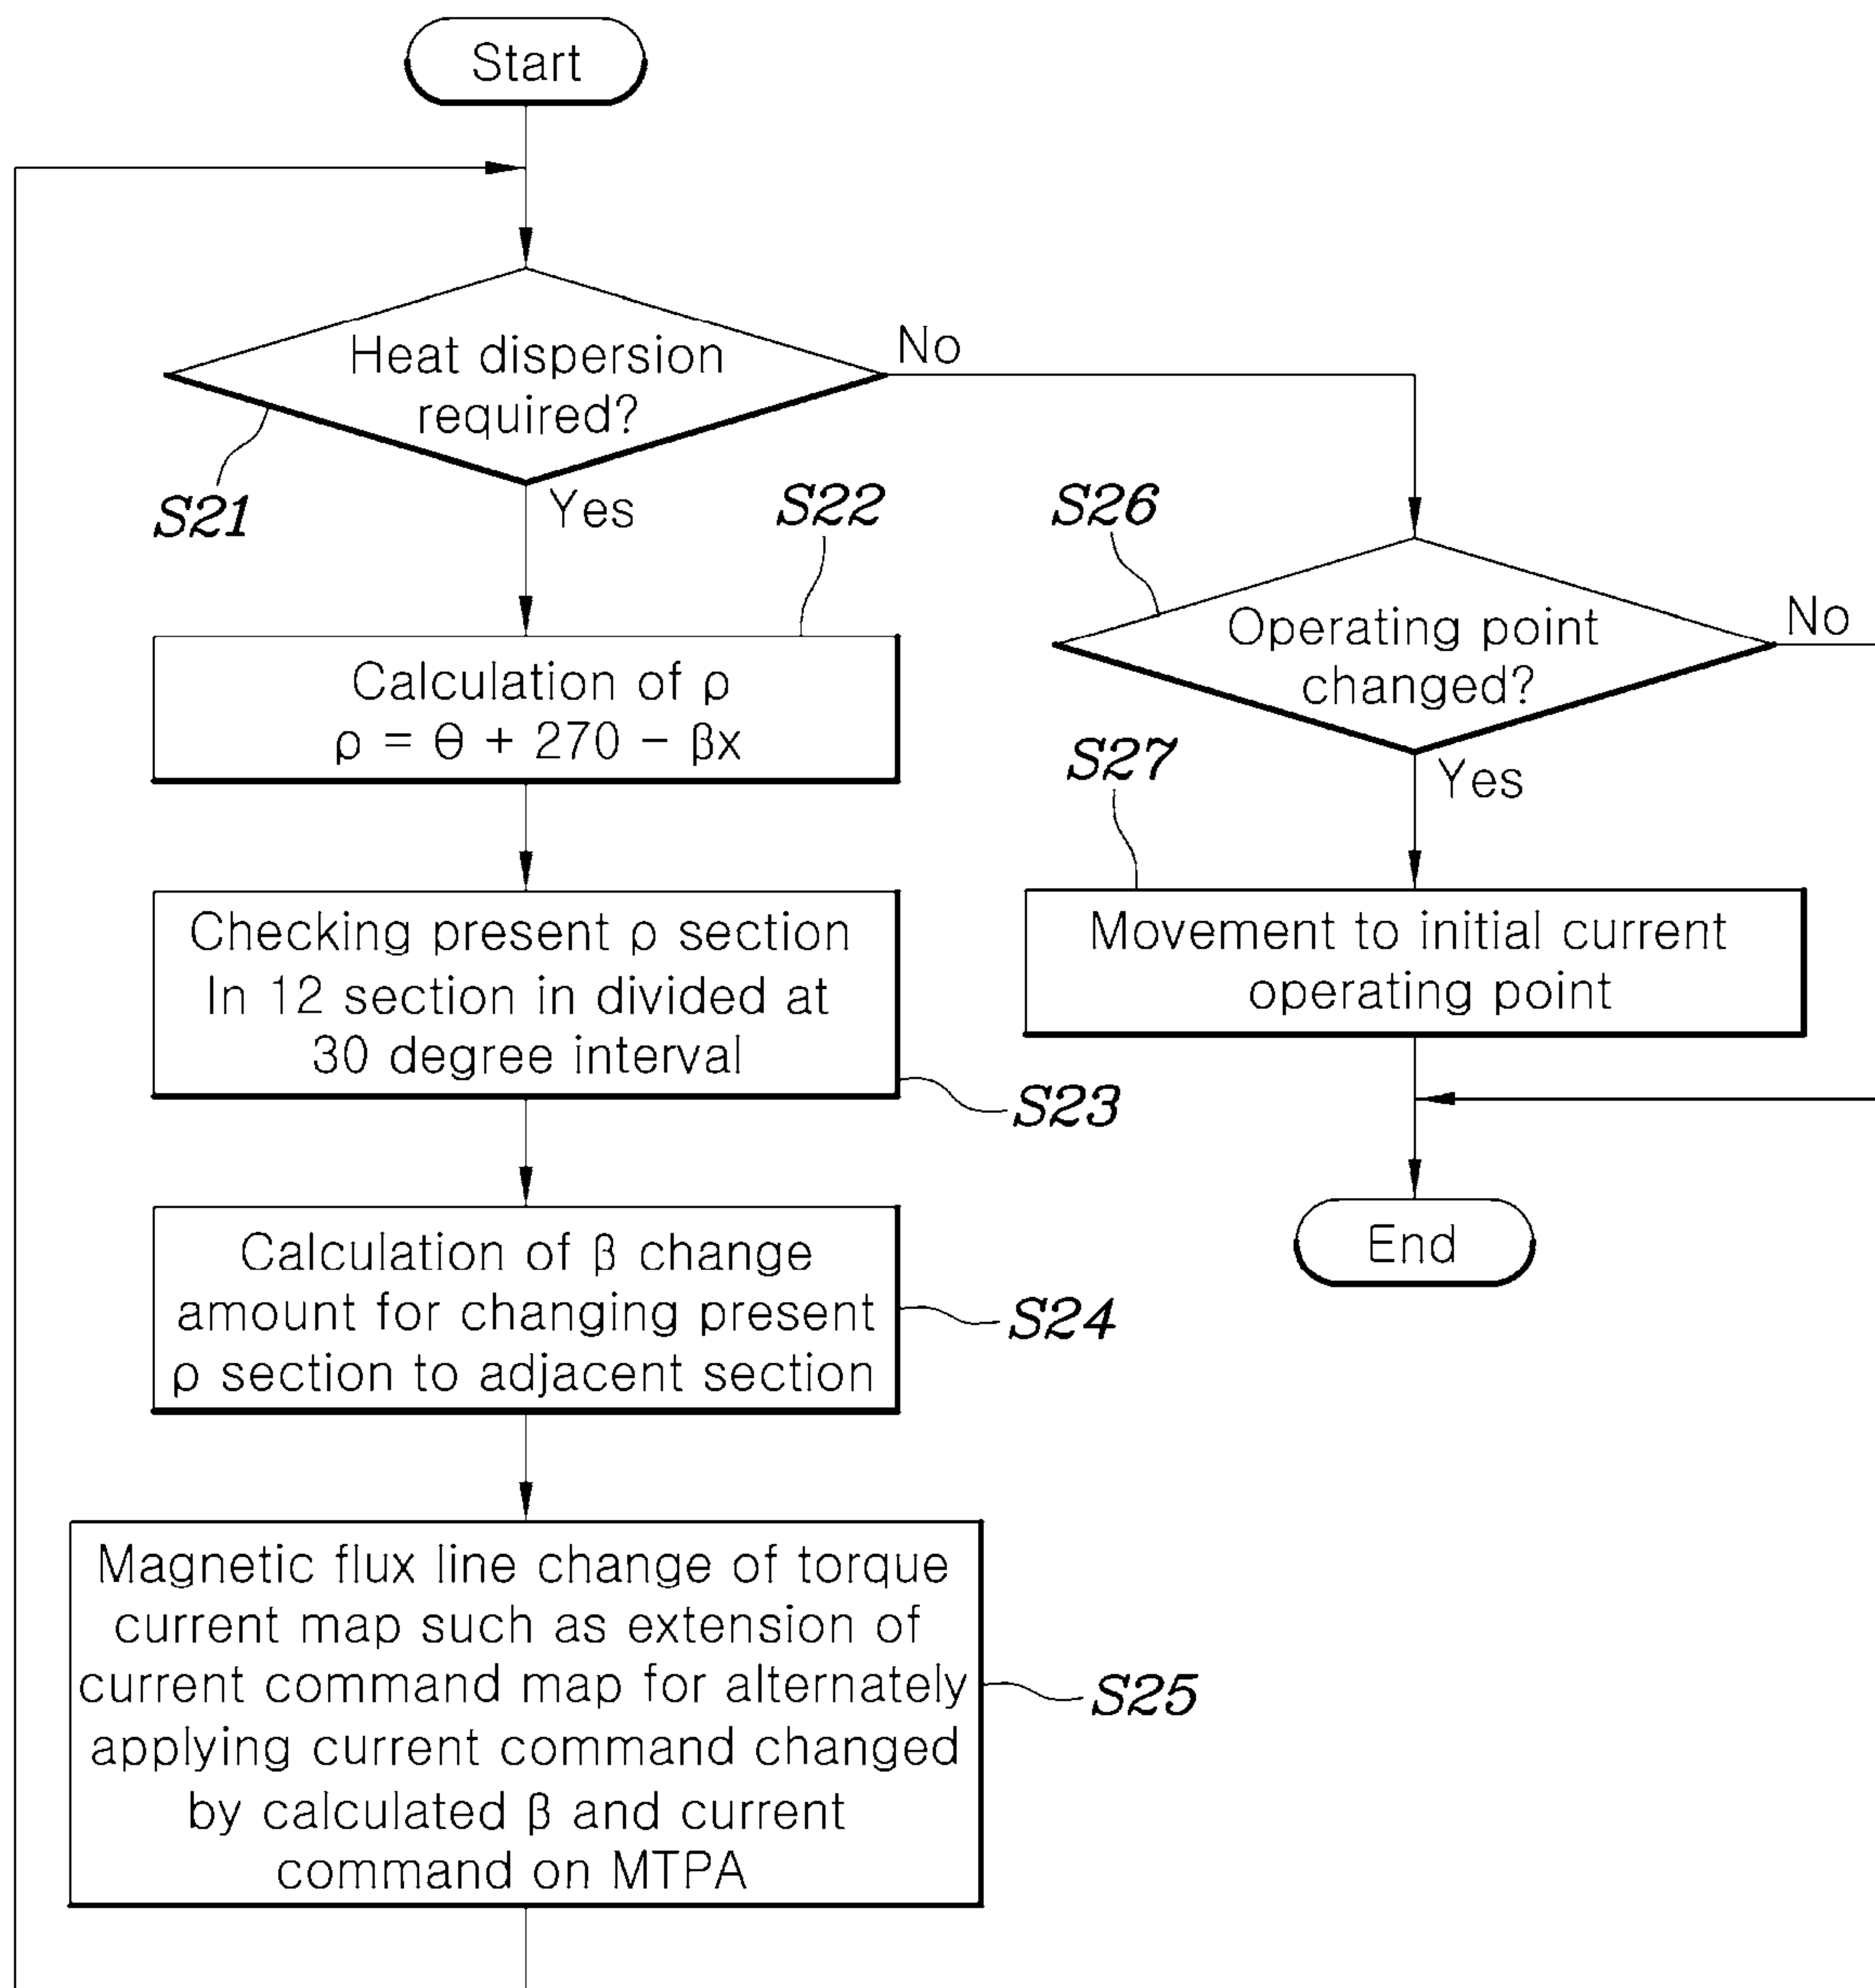 Start
Heat dispersion
required?
No
Yes
S21
S22
Calculation of ρ
ρ = θ + 270 − βx
Checking present ρ section
In 12 section in divided at
30 degree interval
S23
Calculation of β change
amount for changing present
ρ section to adjacent section
S24
Magnetic flux line change of torque
current map such as extension of
current command map for alternately
applying current command changed
by calculated β and current
command on MTPA
S25
S26
Operating point
changed?
No
Yes
S27
Movement to initial current
operating point
End